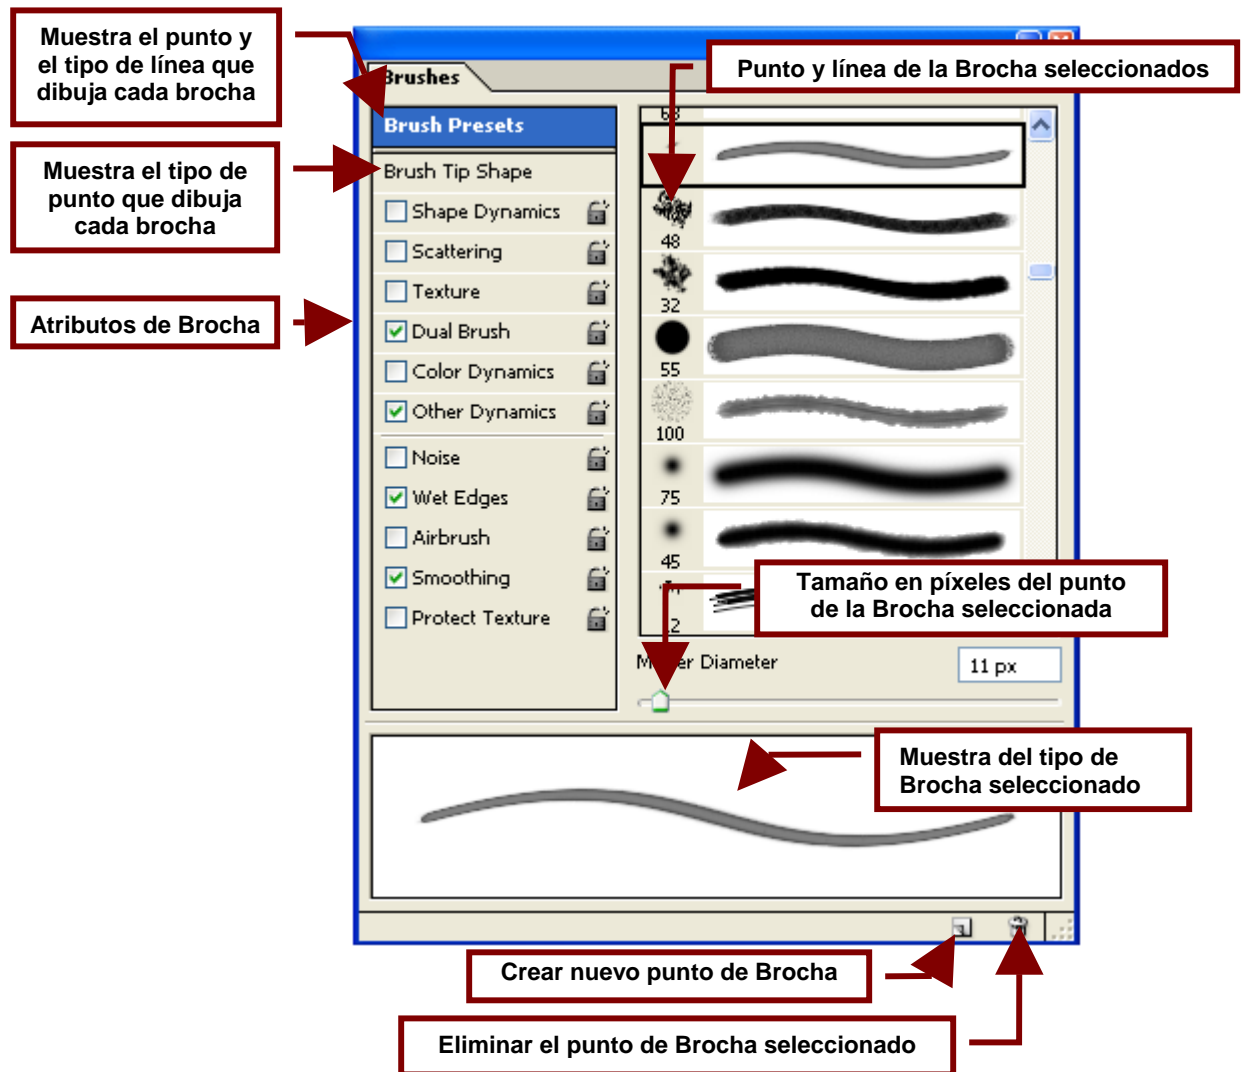 Muestra el punto y
el tipo de línea que
dibuja cada brocha
Muestra el tipo de
punto que dibuja
cada brocha
Atributos de Brocha
Punto y línea de la Brocha seleccionados
Brushes
Brush Presets
Brush Tip Shape
Shape Dynamics
Scattering
Texture
Dual Brush
Color Dynamics
Other Dynamics
Noise
Wet Edges
Airbrush
Smoothing
Protect Texture
48
32
55
100
75
45
Tamaño en píxeles del punto
de la Brocha seleccionada
Diameter
11 px
Muestra del tipo de
Brocha seleccionado
Crear nuevo punto de Brocha
Eliminar el punto de Brocha seleccionado